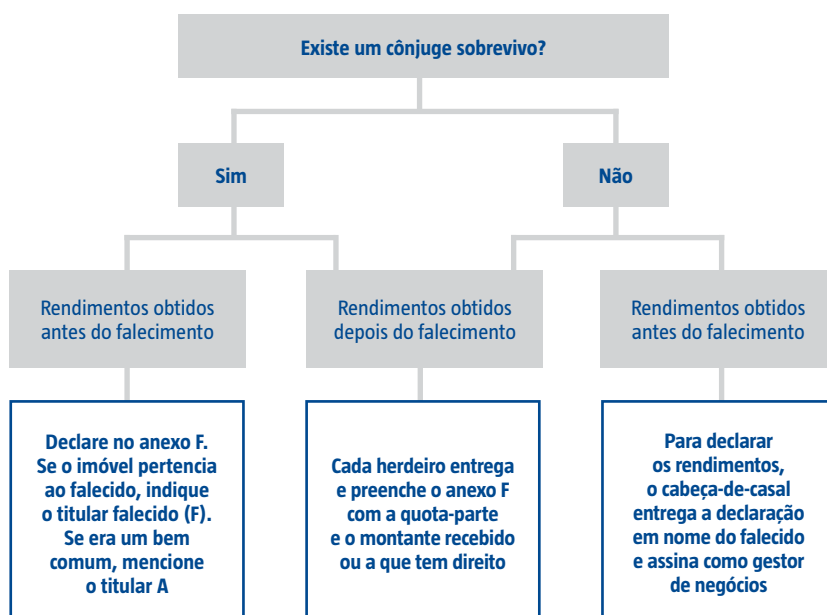 Existe um cônjuge sobrevivo?
Sim
Não
Rendimentos obtidos
antes do falecimento
Rendimentos obtidos
depois do falecimento
Rendimentos obtidos
antes do falecimento
Declare no anexo F.
Se o imóvel pertencia
ao falecido, indique
o titular falecido (F).
Se era um bem
comum, mencione
o titular A
Cada herdeiro entrega
e preenche o anexo F
com a quota-parte
e o montante recebido
ou a que tem direito
Para declarar
os rendimentos,
o cabeça-de-casal
entrega a declaração
em nome do falecido
e assina como gestor
de negócios